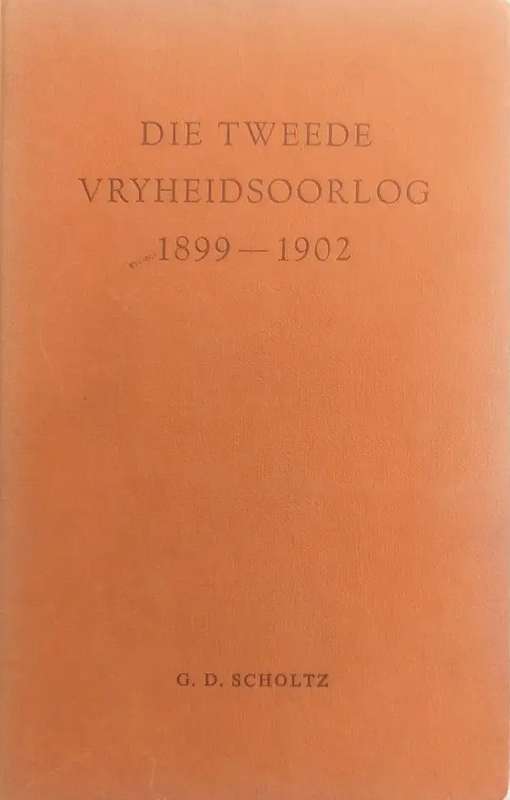 DIE TWEEDE
VRYHEIDSOORLOG
1899 — 1902
G. D. SCHOLTZ